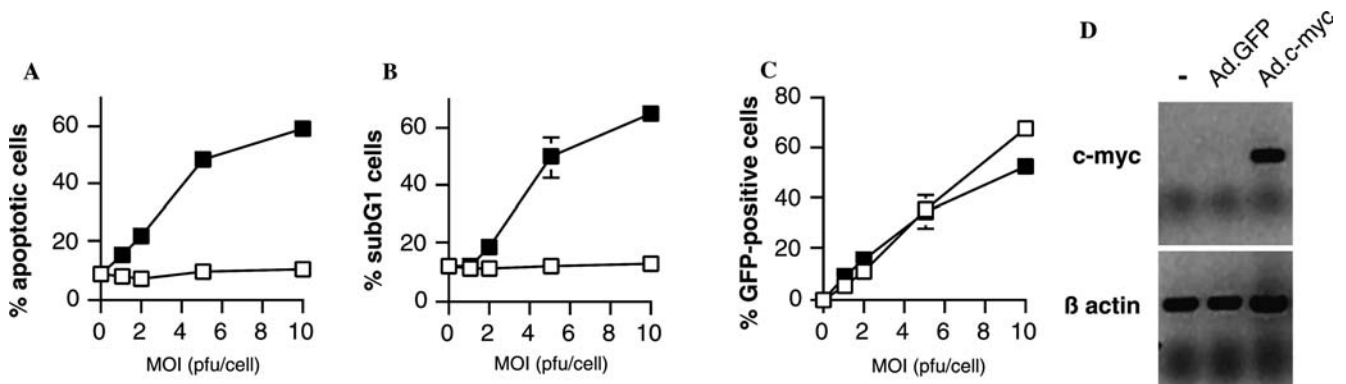 A
% apoptotic cells
60
40
20
0
0 2 4 6 8 10
MOI (pfu/cell)
B
% subG1 cells
60
40
20
0
0 2 4 6 8 10
MOI (pfu/cell)
C
% GFP-positive cells
80
60
40
20
0
0 2 4 6 8 10
MOI (pfu/cell)
D
- Ad.GFP Ad.c-myc
c-myc
ß actin